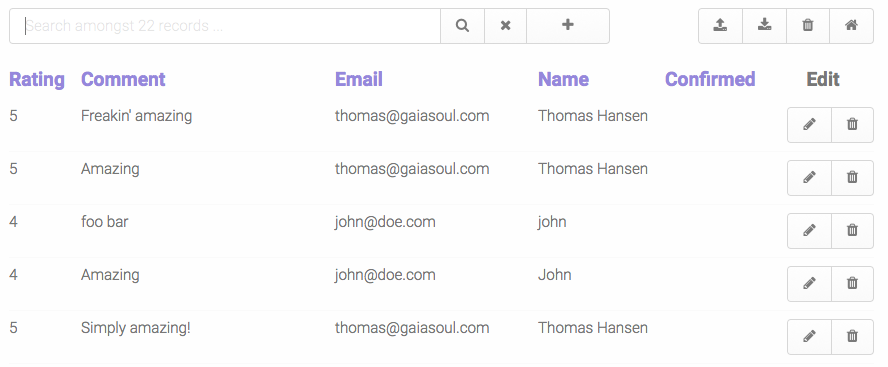 Search amongst 22 records ...
Rating Comment Email Name Confirmed Edit
5 Freakin' amazing thomas@gaiasoul.com Thomas Hansen
5 Amazing thomas@gaiasoul.com Thomas Hansen
4 foo bar john@doe.com john
4 Amazing john@doe.com John
5 Simply amazing! thomas@gaiasoul.com Thomas Hansen